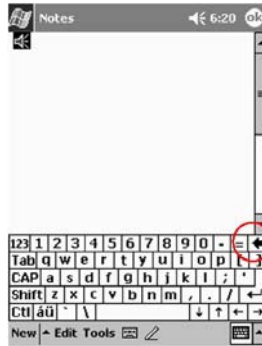 Notes 6:20 ok
123 1 2 3 4 5 6 7 8 9 0 - = ←
Tab q w e r t y u i o p [ ]
CAP a s d f g h j k l ; '
Shift z x c v b n m , . / ↵
Ctl áü ` \ ↓ ↑ ← →
New Edit Tools